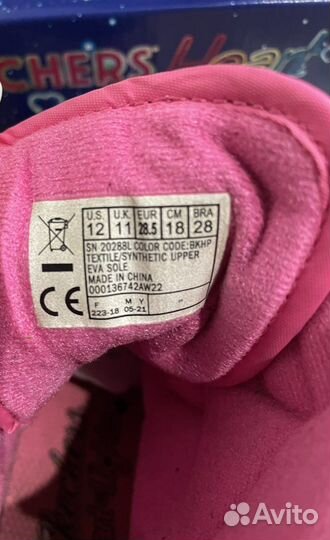 CHERS Hear
U.S. U.K. EUR CM BRA
12 11 28.5 18 28
SN 20288L COLOR CODE:BKHP
TEXTILE/SYNTHETIC UPPER
EVA SOLE
MADE IN CHINA
000136742AW22
F M Y
223-18 05-21
CE
Avito